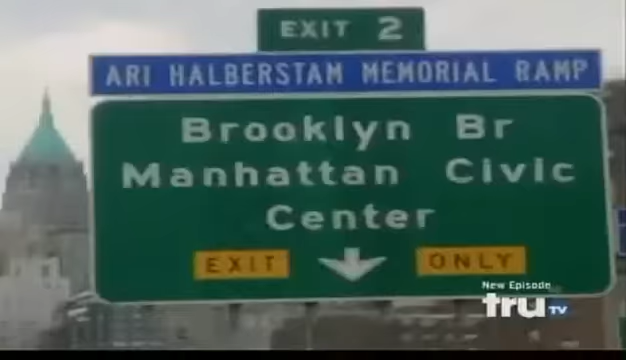 EXIT 2
ARI HALBERSTAM MEMORIAL RAMP
Brooklyn Br
Manhattan Civic
Center
EXIT ONLY
New Episode
truTV